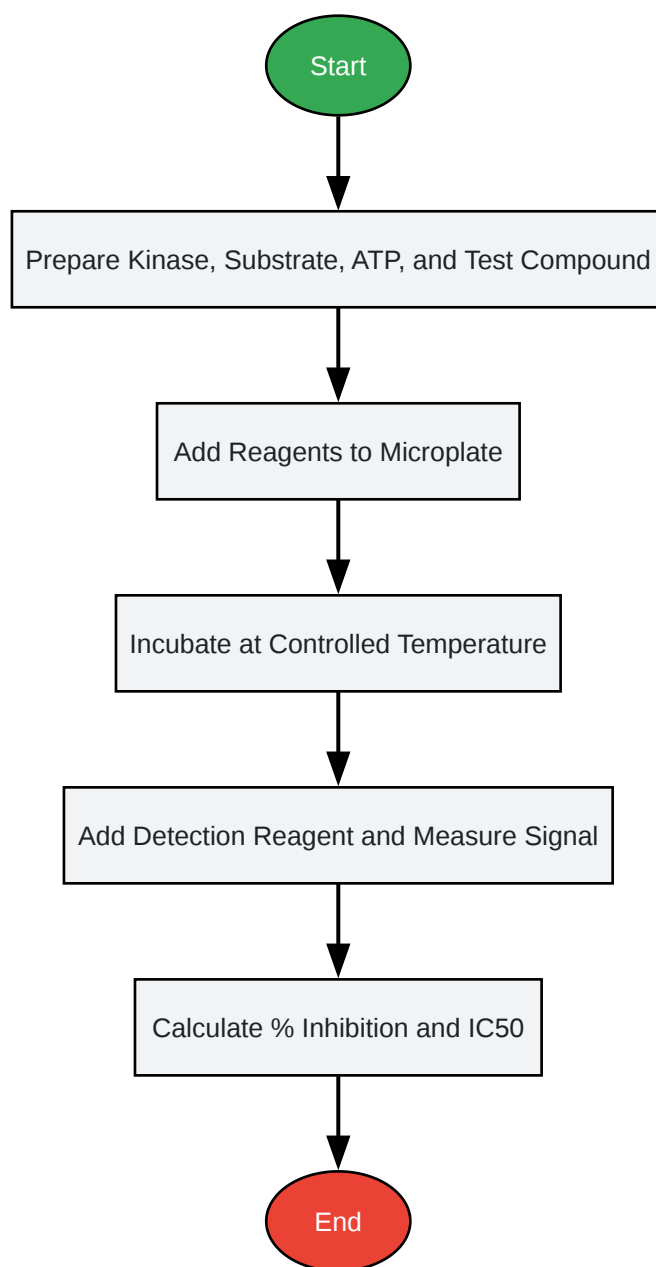 Start
Prepare Kinase, Substrate, ATP, and Test Compound
Add Reagents to Microplate
Incubate at Controlled Temperature
Add Detection Reagent and Measure Signal
Calculate % Inhibition and IC50
End